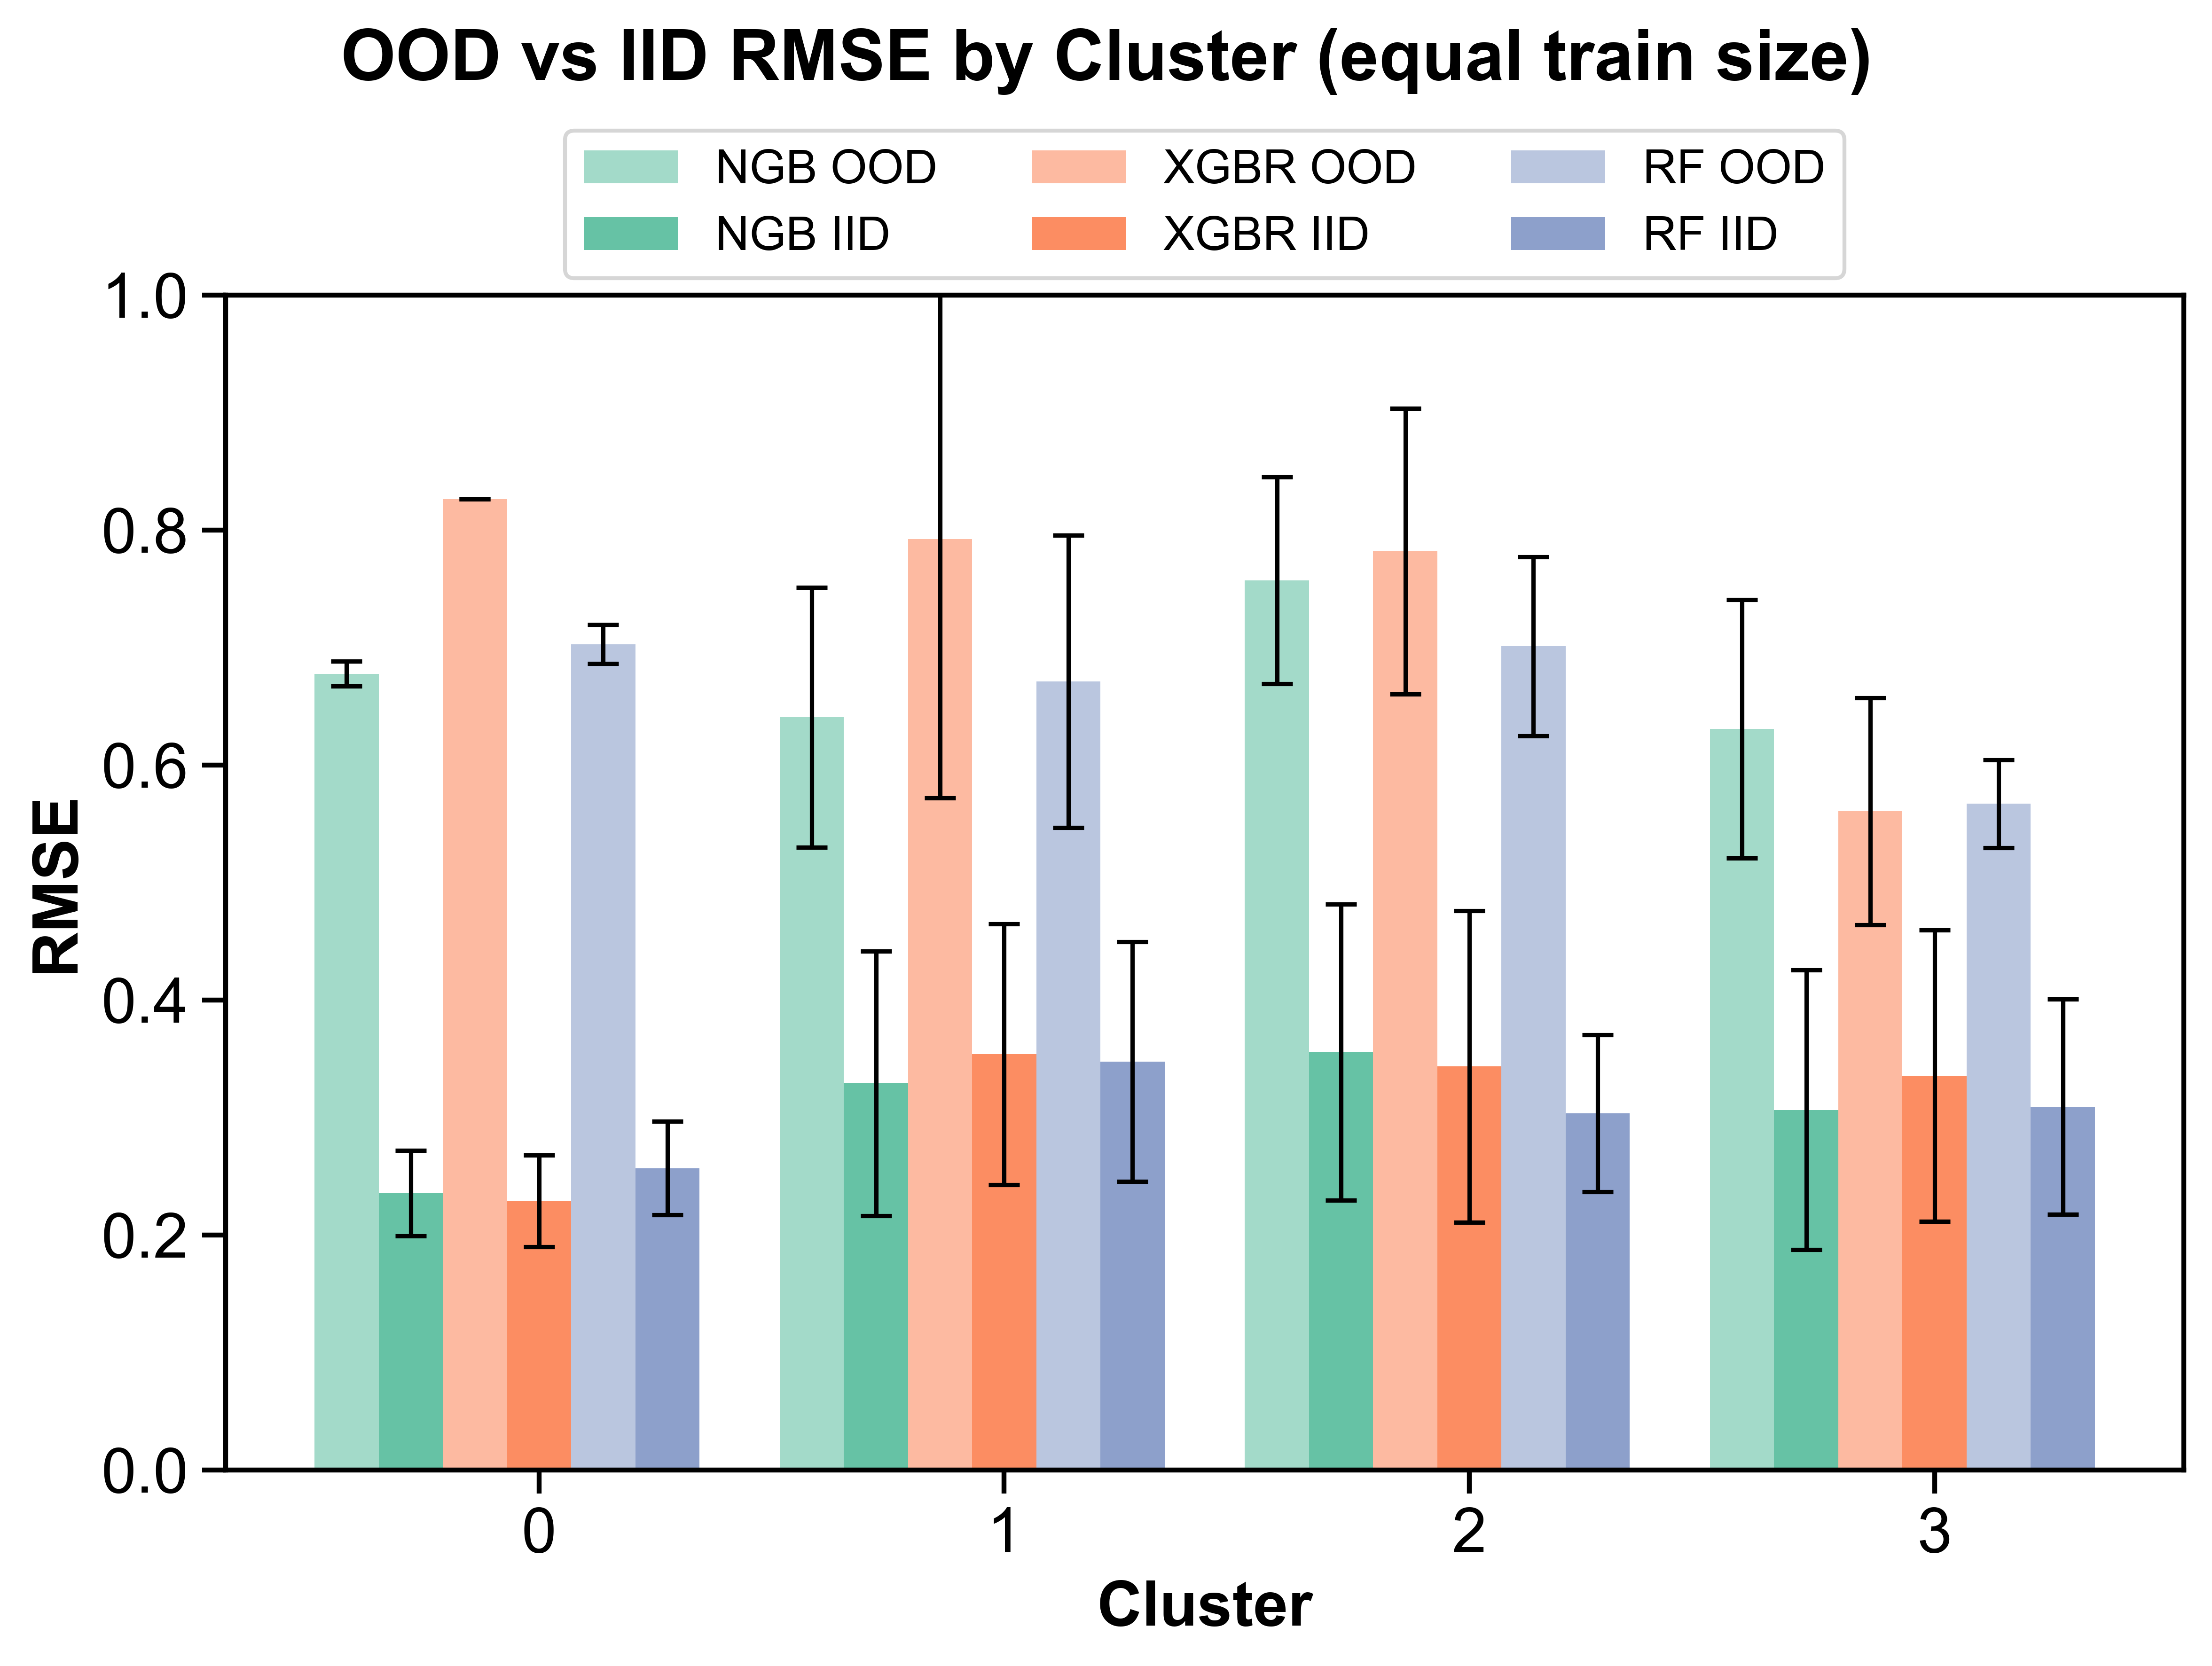 OOD vs IID RMSE by Cluster (equal train size)
NGB OOD XGBR OOD RF OOD
NGB IID XGBR IID RF IID
1.0
0.8
0.6
0.4
0.2
0.0
RMSE
0 1 2 3
Cluster